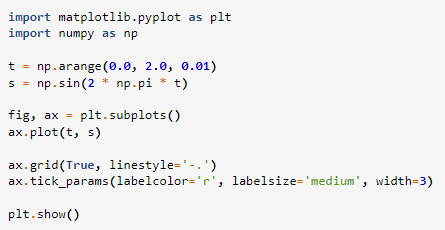 import matplotlib.pyplot as plt
import numpy as np

t = np.arange(0.0, 2.0, 0.01)
s = np.sin(2 * np.pi * t)

fig, ax = plt.subplots()
ax.plot(t, s)

ax.grid(True, linestyle='-.')
ax.tick_params(labelcolor='r', labelsize='medium', width=3)

plt.show()